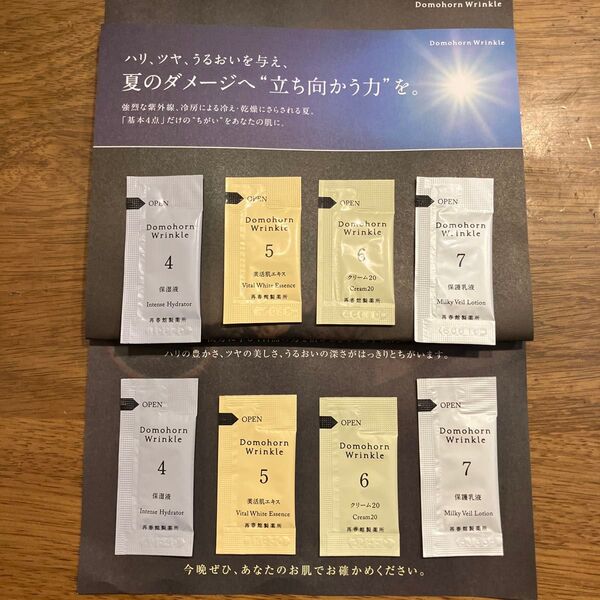 Domohorn Wrinkle
Domohorn Wrinkle
ハリ、ツヤ、うるおいを与え、
夏のダメージへ“立ち向かう力”を。
強烈な紫外線、冷房による冷え・乾燥にさらされる夏。
「基本4点」だけの“ちがい”をあなたの肌に。
OPEN
Domohorn
Wrinkle
4
保湿液
Intense Hydrator
再春館製薬所
OPEN
Domohorn
Wrinkle
5
美活肌エキス
Vital White Essence
再春館製薬所
OPEN
Domohorn
Wrinkle
6
クリーム20
Cream20
再春館製薬所
OPEN
Domohorn
Wrinkle
7
保護乳液
Milky Veil Lotion
再春館製薬所
ハリの豊かさ、ツヤの美しさ、うるおいの深さがはっきりとちがいます。
OPEN
Domohorn
Wrinkle
4
保湿液
Intense Hydrator
再春館製薬所
OPEN
Domohorn
Wrinkle
5
美活肌エキス
Vital White Essence
再春館製薬所
OPEN
Domohorn
Wrinkle
6
クリーム20
Cream20
再春館製薬所
OPEN
Domohorn
Wrinkle
7
保護乳液
Milky Veil Lotion
再春館製薬所
今晩ぜひ、あなたのお肌でお確かめください。